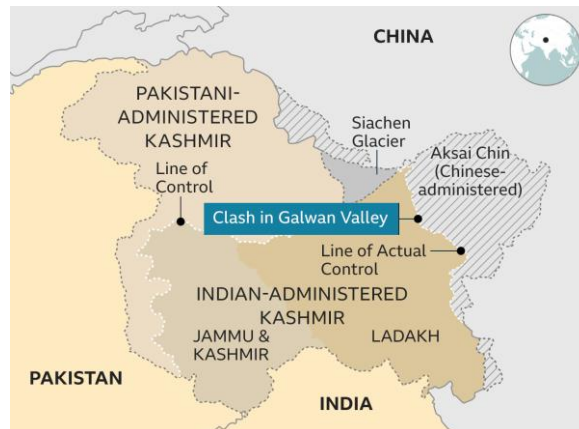 CHINA
PAKISTANI-
ADMINISTERED
KASHMIR
Siachen
Glacier
Aksai Chin
(Chinese-
administered)
Line of
Control
Clash in Galwan Valley
Line of Actual
Control
INDIAN-ADMINISTERED
KASHMIR
JAMMU &
KASHMIR
LADAKH
PAKISTAN
INDIA